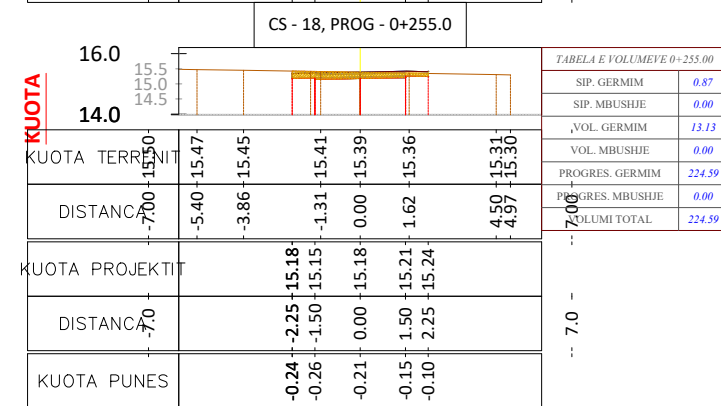 CS - 18, PROG - 0+255.0
KUOTA
16.0
15.5
15.0
14.5
14.0
TABELA E VOLUMEVE 0+255.00
SIP. GERMIM 0.87
SIP. MBUSHJE 0.00
VOL. GERMIM 13.13
VOL. MBUSHJE 0.00
PROGRES. GERMIM 224.59
PROGRES. MBUSHJE 0.00
VOLUMI TOTAL 224.59
KUOTA TERRENIT 15.50 15.47 15.45 15.41 15.39 15.36 15.31 15.30
DISTANCA -7.00 -5.40 -3.86 -1.31 0.00 1.62 4.50 4.97 7.00
KUOTA PROJEKTIT 15.18 15.15 15.18 15.21 15.24
DISTANCA -7.0 -2.25 -1.50 0.00 1.50 2.25 7.0
KUOTA PUNES -0.24 -0.26 -0.21 -0.15 -0.10